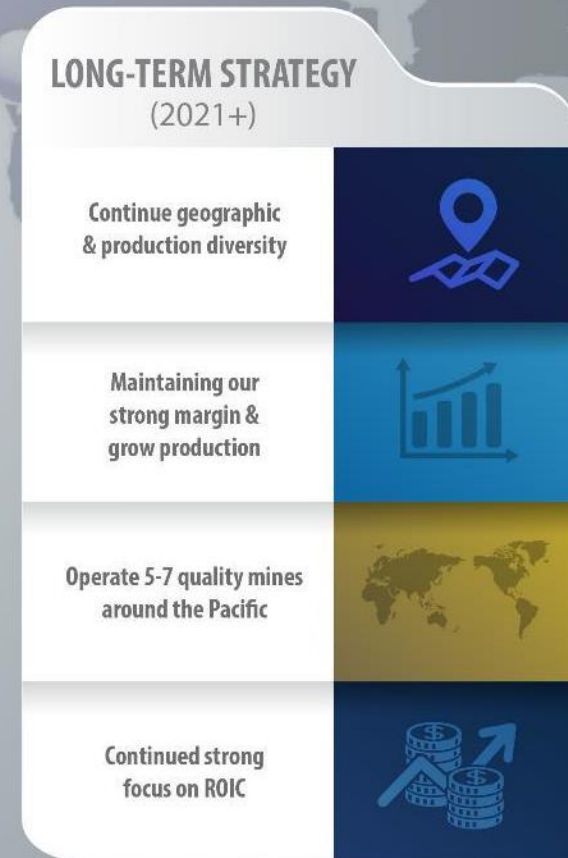 LONG-TERM STRATEGY
(2021+)
Continue geographic
& production diversity
Maintaining our
strong margin &
grow production
Operate 5-7 quality mines
around the Pacific
Continued strong
focus on ROIC
$
$